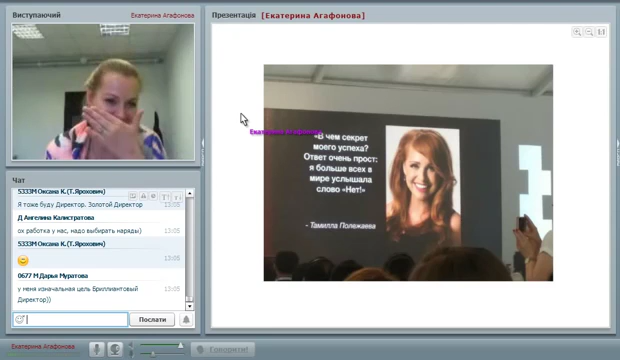 Виступаючий
Екатерина Агафонова
Презентація
[Екатерина Агафонова]
Екатерина Агафонова
«В чем секрет
моего успеха?
Ответ очень прост:
я больше всех в
мире услышала
слово «Нет!»
- Тамилла Полежаева
Чат
5333М Оксана К.(Т.Ярохович)
Я тоже буду Директор. Золотой Директор
13:05
Д Ангелина Калистратова
ох работка у нас, надо выбирать наряды)
13:05
5333М Оксана К.(Т.Ярохович)
13:05
0677 М Дарья Муратова
у меня изначальная цель Бриллиантовый
Директор))
13:05
Послати
Екатерина Агафонова
Говорити!
1:1